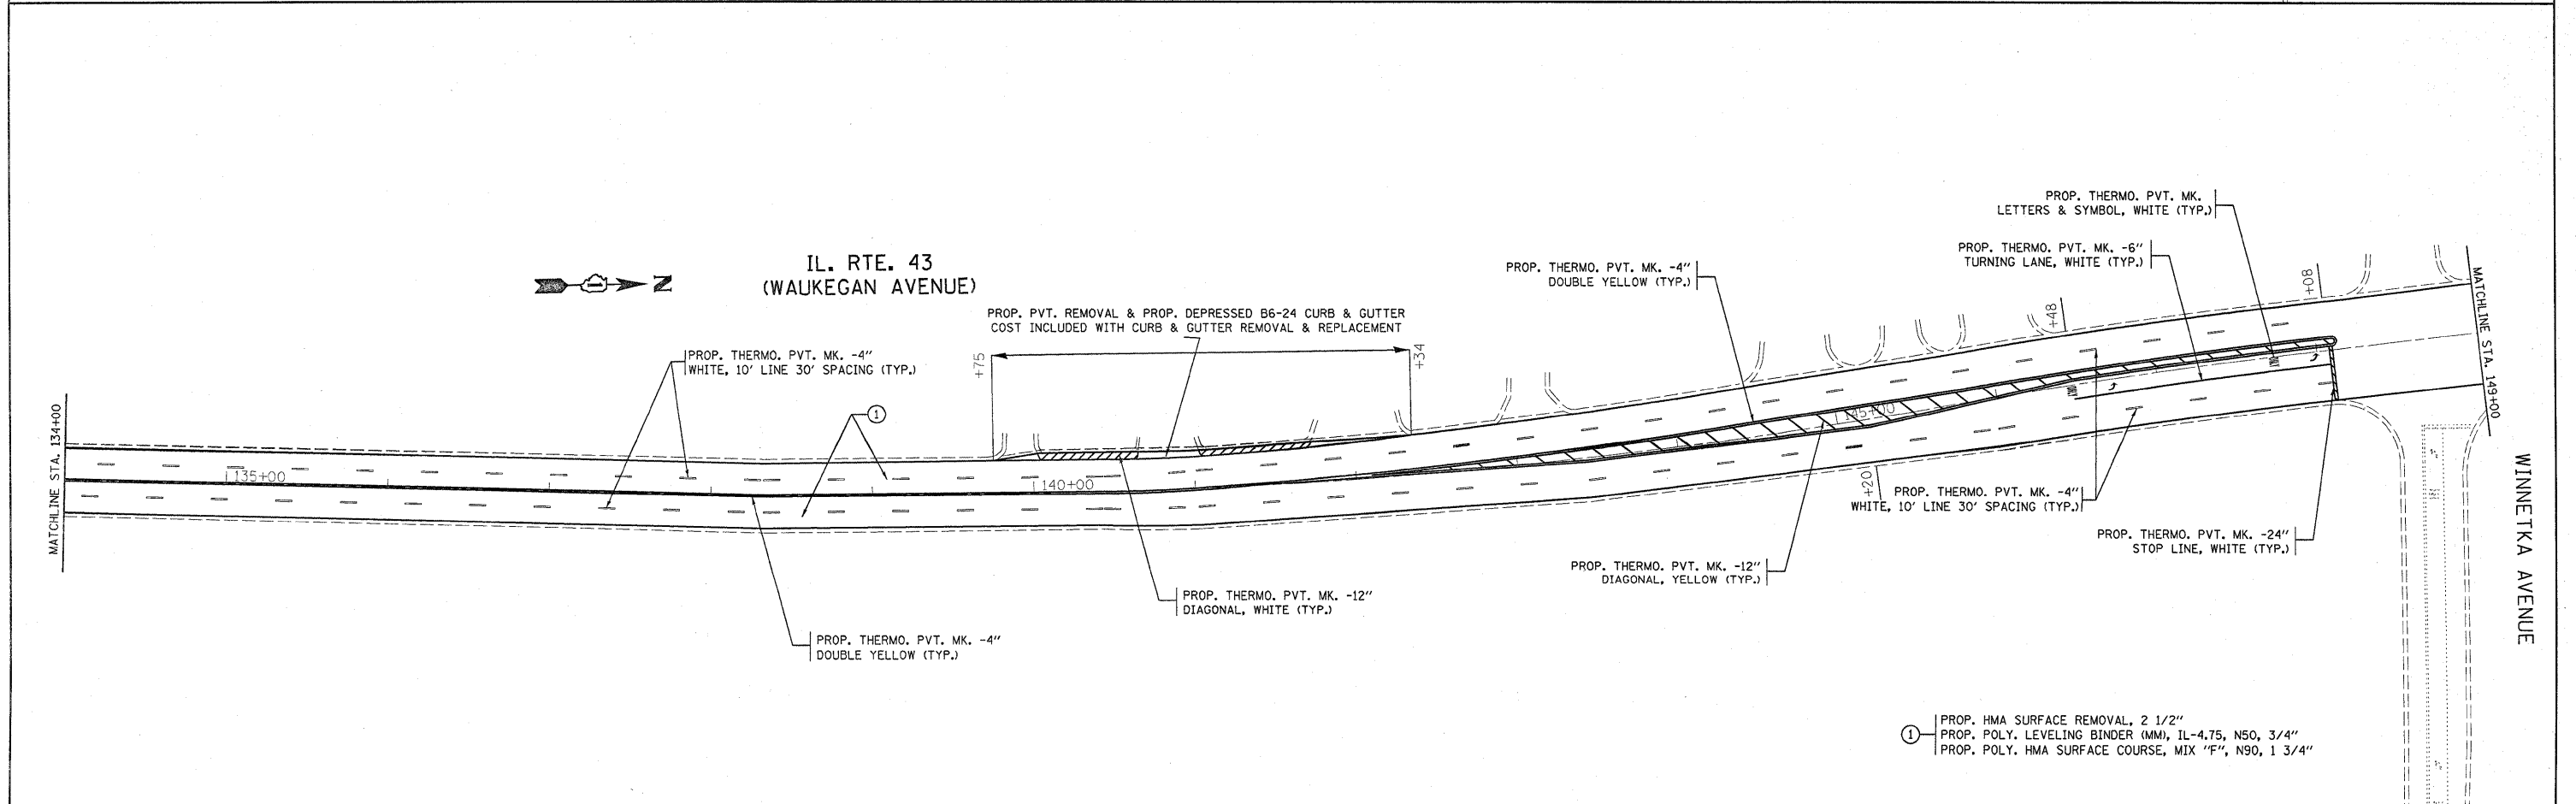 PROP. THERMO. PVT. MK.
LETTERS & SYMBOL, WHITE (TYP.)
PROP. THERMO. PVT. MK. -6"
TURNING LANE, WHITE (TYP.)
IL. RTE. 43
(WAUKEGAN AVENUE)
N
PROP. THERMO. PVT. MK. -4"
DOUBLE YELLOW (TYP.)
+08
+48
MATCHLINE STA. 149+00
PROP. PVT. REMOVAL & PROP. DEPRESSED B6-24 CURB & GUTTER
COST INCLUDED WITH CURB & GUTTER REMOVAL & REPLACEMENT
PROP. THERMO. PVT. MK. -4"
WHITE, 10' LINE 30' SPACING (TYP.)
+75
+34
1
MATCHLINE STA. 134+00
135+00
140+00
145+00
ONLY
ONLY
+20
PROP. THERMO. PVT. MK. -4"
WHITE, 10' LINE 30' SPACING (TYP.)
PROP. THERMO. PVT. MK. -24"
STOP LINE, WHITE (TYP.)
WINNETKA AVENUE
PROP. THERMO. PVT. MK. -12"
DIAGONAL, YELLOW (TYP.)
PROP. THERMO. PVT. MK. -12"
DIAGONAL, WHITE (TYP.)
PROP. THERMO. PVT. MK. -4"
DOUBLE YELLOW (TYP.)
1
PROP. HMA SURFACE REMOVAL, 2 1/2"
PROP. POLY. LEVELING BINDER (MM), IL-4.75, N50, 3/4"
PROP. POLY. HMA SURFACE COURSE, MIX "F", N90, 1 3/4"